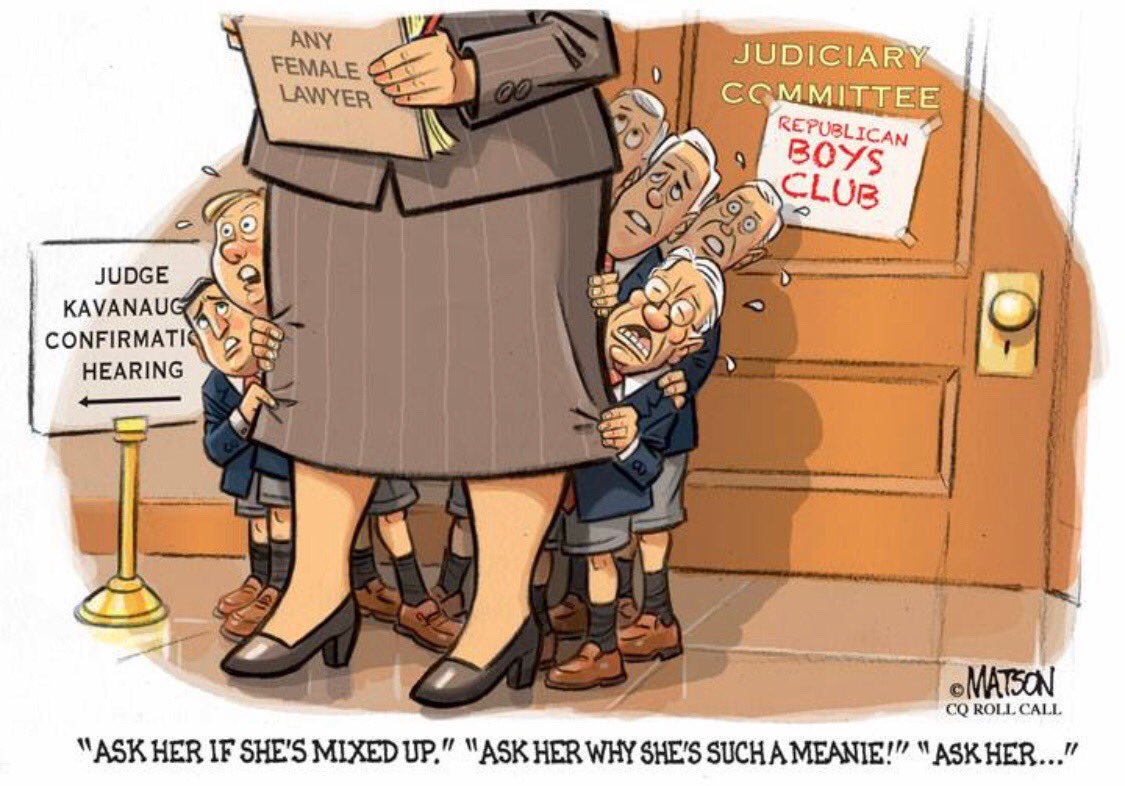 ANY
FEMALE
LAWYER
JUDICIARY
COMMITTEE
REPUBLICAN
BOYS
CLUB
JUDGE
KAVANAUG
CONFIRMATIO
HEARING
© MATSON
CQ ROLL CALL
"ASK HER IF SHE'S MIXED UP." "ASK HER WHY SHE'S SUCH A MEANIE!" "ASK HER..."